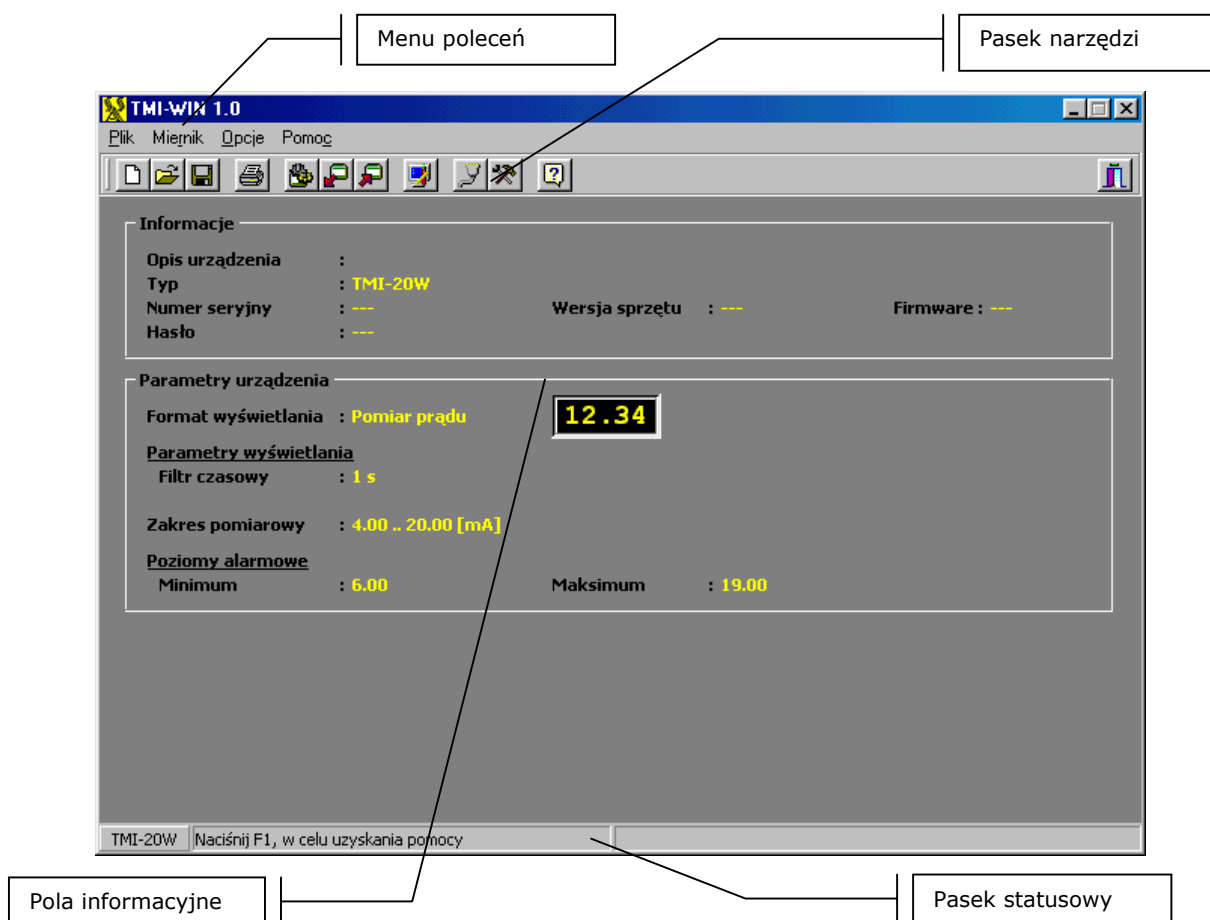 Menu poleceń
Pasek narzędzi
TMI-WIN 1.0
Plik Miernik Opcje Pomoc
Informacje
Opis urządzenia :
Typ : TMI-20W
Numer seryjny : --- Wersja sprzętu : --- Firmware : ---
Hasło : ---
Parametry urządzenia
Format wyświetlania : Pomiar prądu 12.34
Parametry wyświetlania
Filtr czasowy : 1 s
Zakres pomiarowy : 4.00 .. 20.00 [mA]
Poziomy alarmowe
Minimum : 6.00 Maksimum : 19.00
TMI-20W Naciśnij F1, w celu uzyskania pomocy
Pola informacyjne
Pasek statusowy